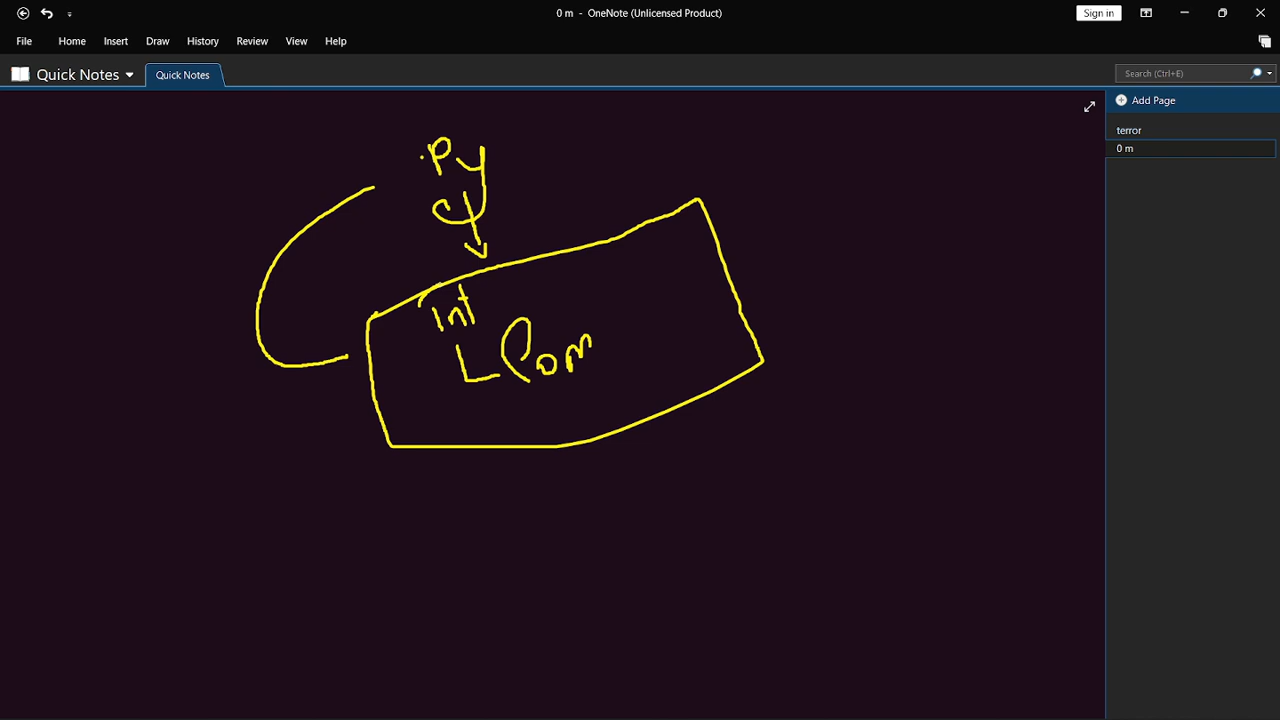 0 m - OneNote (Unlicensed Product)
Sign in
File Home Insert Draw History Review View Help
Quick Notes
Quick Notes
Search (Ctrl+E)
Add Page
terror
0 m
.Py
Int
Com